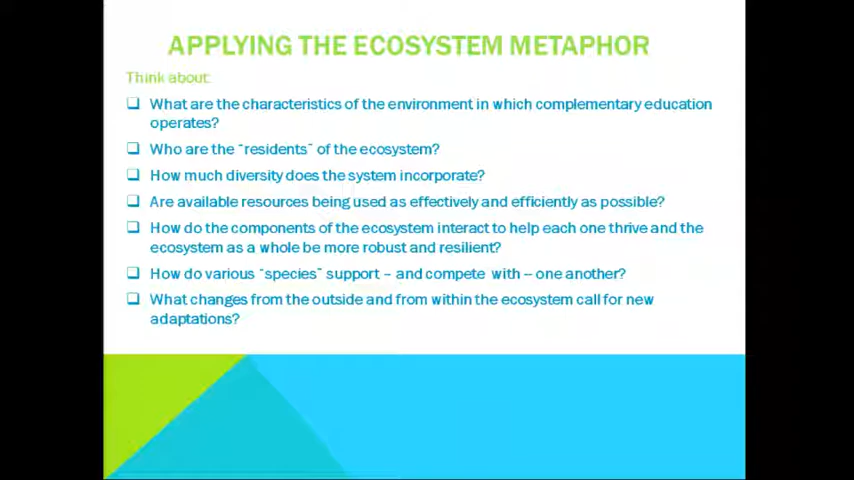 APPLYING THE ECOSYSTEM METAPHOR
Think about:
What are the characteristics of the environment in which complementary education
operates?
Who are the "residents" of the ecosystem?
How much diversity does the system incorporate?
Are available resources being used as effectively and efficiently as possible?
How do the components of the ecosystem interact to help each one thrive and the
ecosystem as a whole be more robust and resilient?
How do various "species" support – and compete with – one another?
What changes from the outside and from within the ecosystem call for new
adaptations?